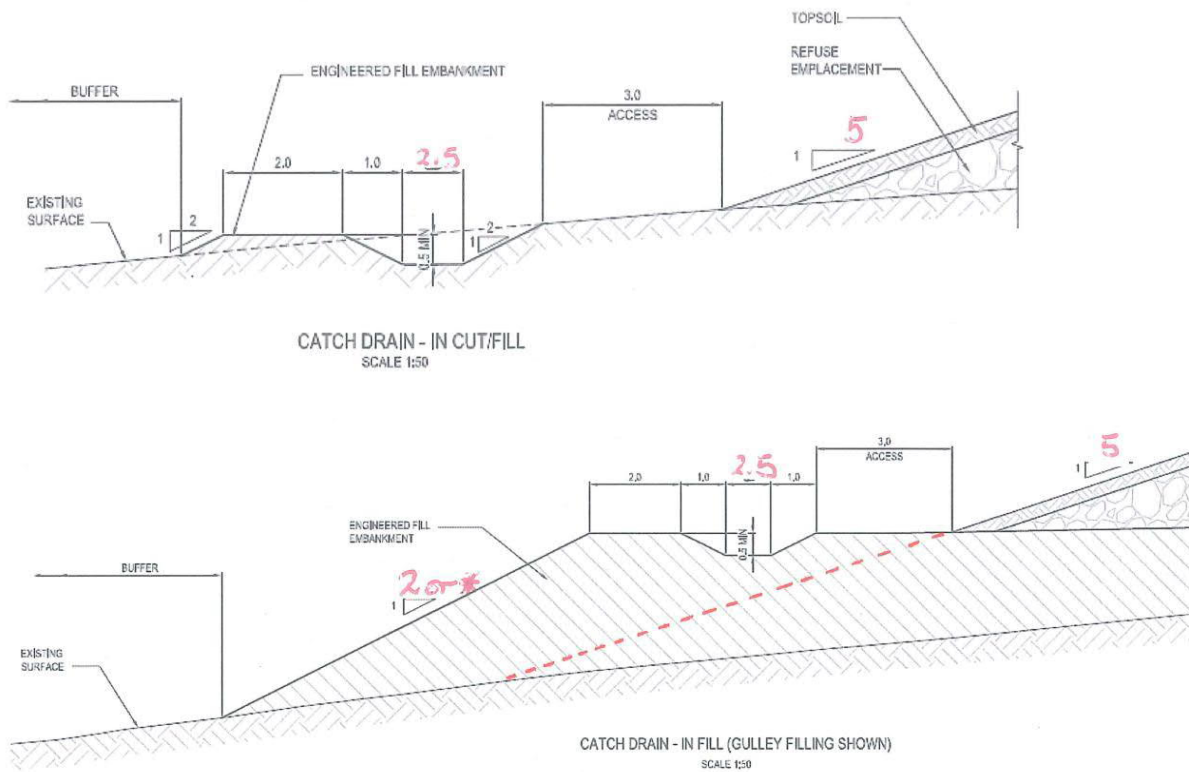 TOPSOIL
REFUSE
EMPLACEMENT
ENGINEERED FILL EMBANKMENT
BUFFER
3.0
ACCESS
5
1
2.0
1.0
2.5
EXISTING
SURFACE
2
1
2
1
0.5 MIN
CATCH DRAIN - IN CUT/FILL
SCALE 1:50
3.0
ACCESS
5
1
2.0
1.0
2.5
1.0
ENGINEERED FILL
EMBANKMENT
0.5 MIN
BUFFER
2 or *
1
EXISTING
SURFACE
CATCH DRAIN - IN FILL (GULLEY FILLING SHOWN)
SCALE 1:50